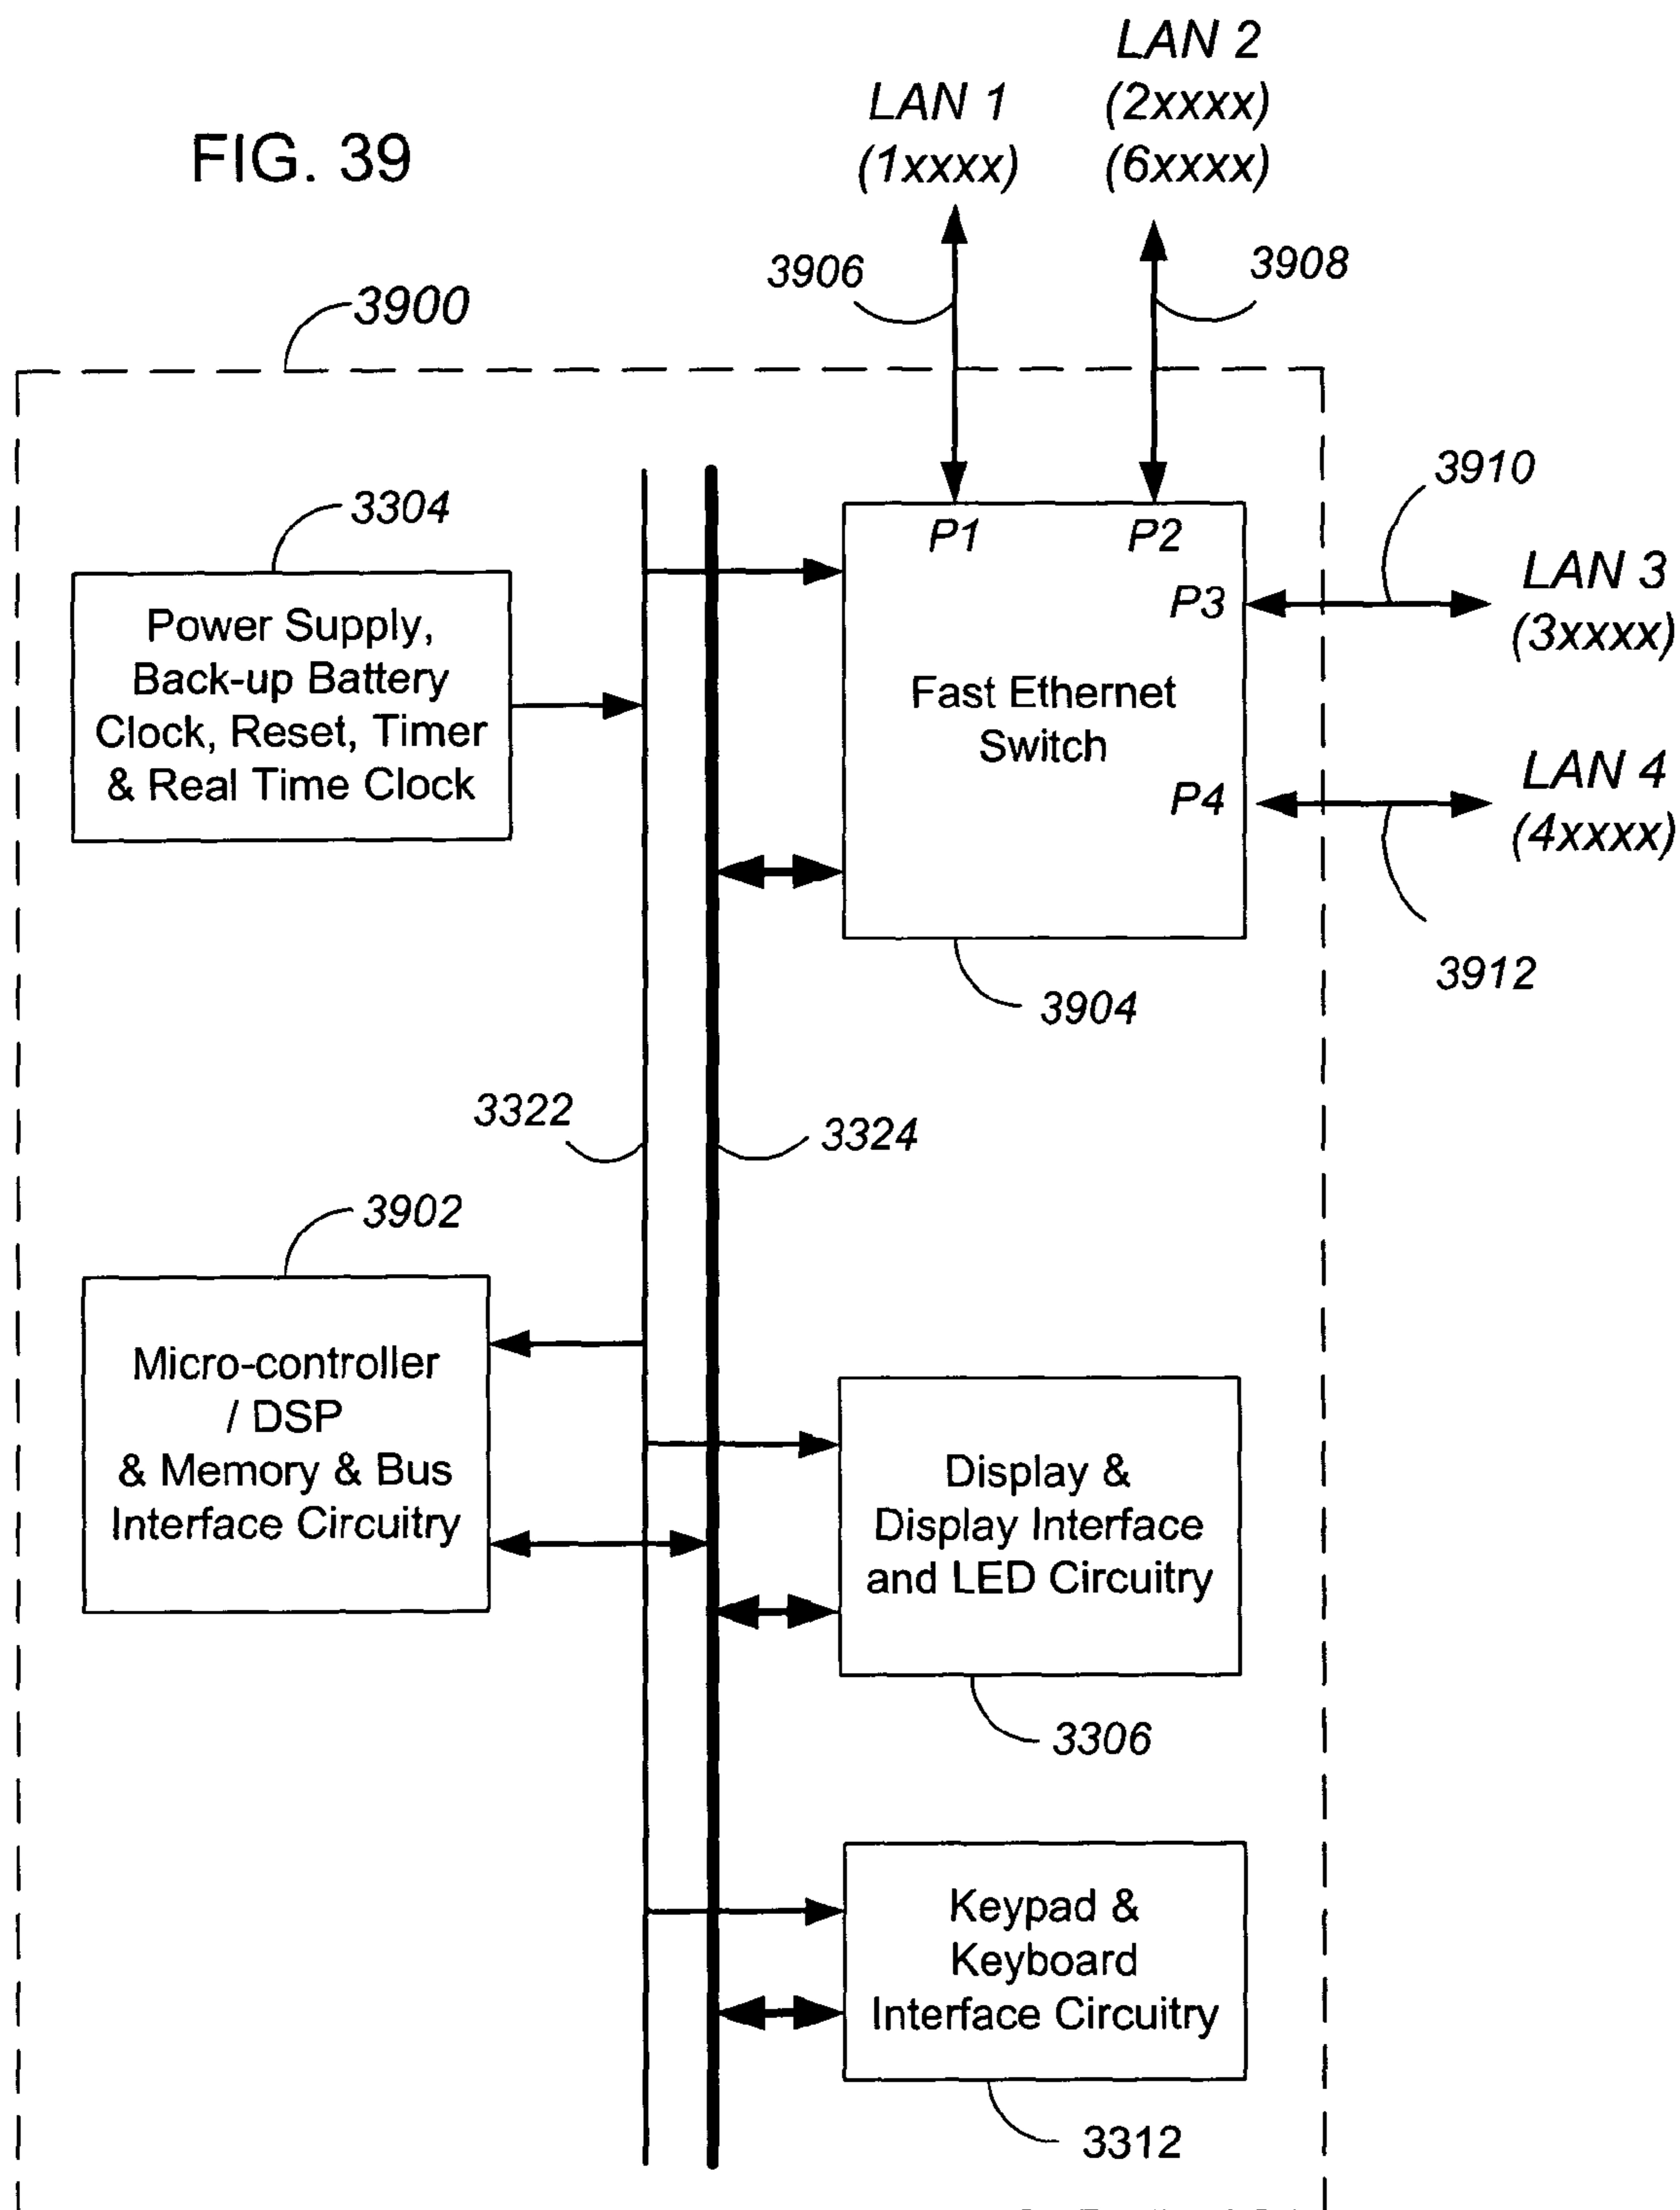 FIG. 39
LAN 1
(1xxxx)
LAN 2
(2xxxx)
(6xxxx)
3906
3908
3900
3910
3304
P1
P2
P3
P4
LAN 3
(3xxxx)
Power Supply,
Back-up Battery
Clock, Reset, Timer
& Real Time Clock
Fast Ethernet
Switch
LAN 4
(4xxxx)
3912
3904
3322
3324
3902
Micro-controller
/ DSP
& Memory & Bus
Interface Circuitry
Display &
Display Interface
and LED Circuitry
3306
Keypad &
Keyboard
Interface Circuitry
3312